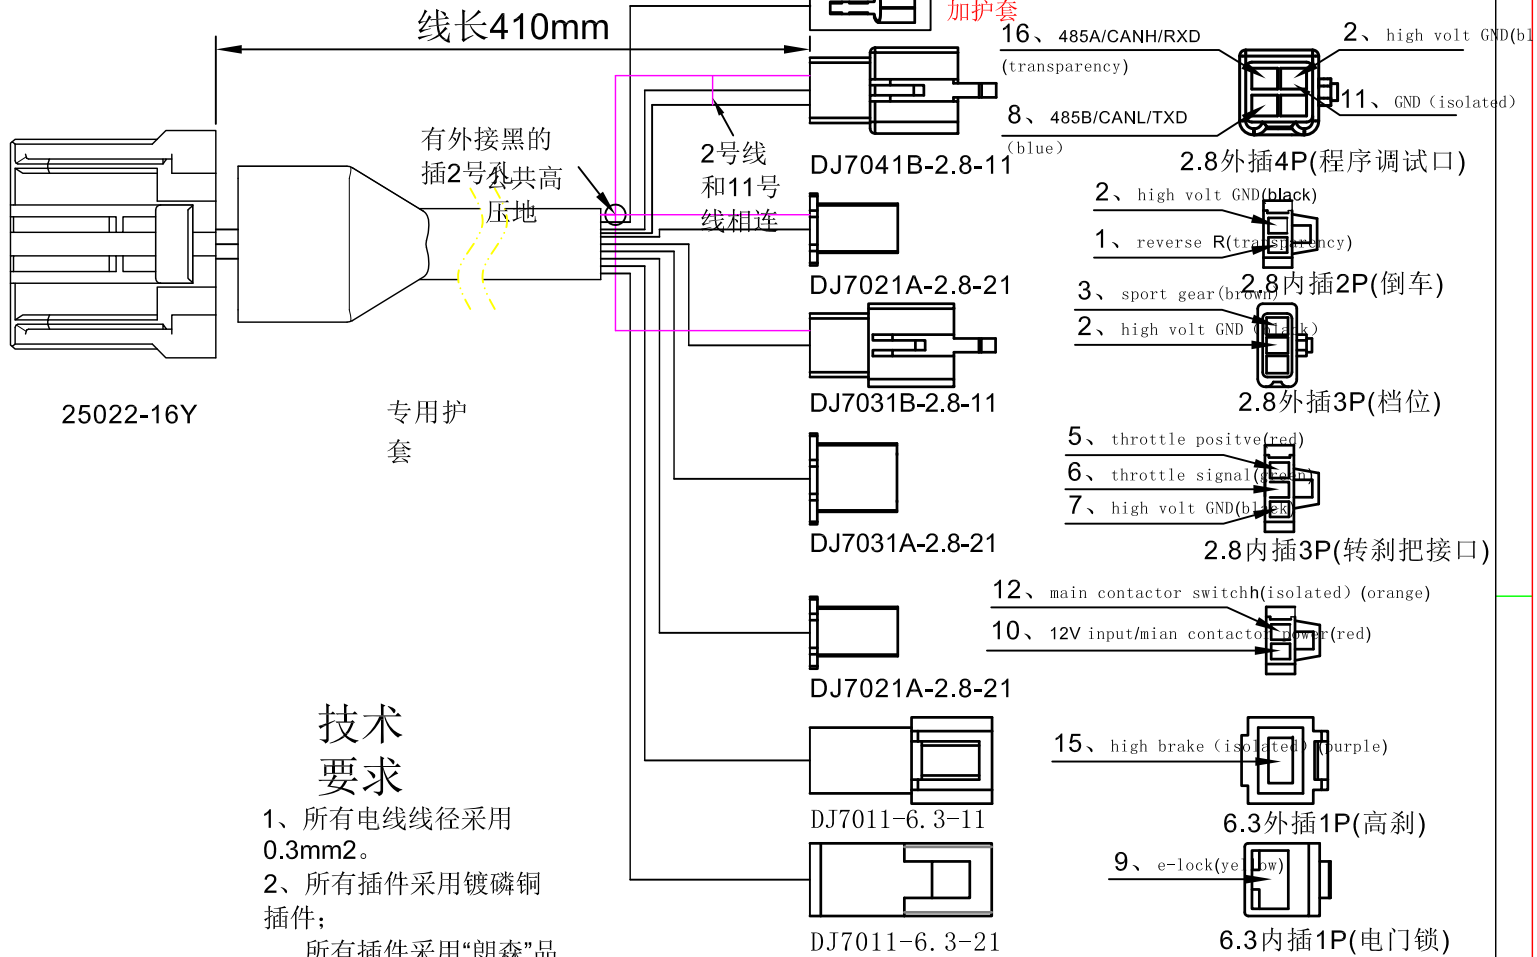 加护套
线长410mm
16、485A/CANH/RXD
(transparency)
2、high volt GND(bl
11、GND（isolated）
8、485B/CANL/TXD
（blue）
有外接黑的
插2号孔
公共高
压地
2号线
和11号
线相连
DJ7041B-2.8-11
2.8外插4P(程序调试口)
2、high volt GND(black)
1、reverse R(transparency)
DJ7021A-2.8-21
2.8内插2P(倒车)
3、sport gear(brown)
2、high volt GND（black）
DJ7031B-2.8-11
2.8外插3P(档位)
25022-16Y
专用护
套
5、throttle positve(red)
6、throttle signal(green)
7、high volt GND(black)
DJ7031A-2.8-21
2.8内插3P(转刹把接口)
12、main contactor switchh(isolated）(orange)
10、12V input/mian contactor power(red)
DJ7021A-2.8-21
技术
要求
15、high brake（isolated）(purple)
DJ7011-6.3-11
6.3外插1P(高刹)
1、所有电线线径采用
0.3mm2。
2、所有插件采用镀磷铜
插件；
所有插件采用“朗森”品
9、e-lock(yellow)
DJ7011-6.3-21
6.3内插1P(电门锁)